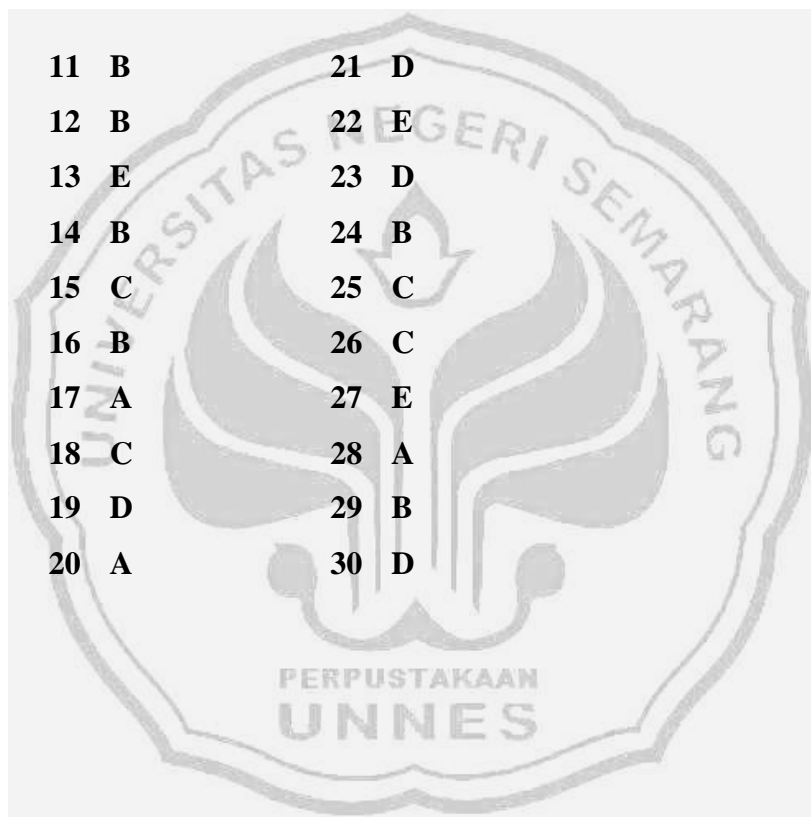 11 B 21 D
12 B 22 E
13 E 23 D
14 B 24 B
15 C 25 C
16 B 26 C
17 A 27 E
18 C 28 A
19 D 29 B
20 A 30 D
UNIVERSITAS NEGERI SEMARANG
PERPUSTAKAAN
UNNES